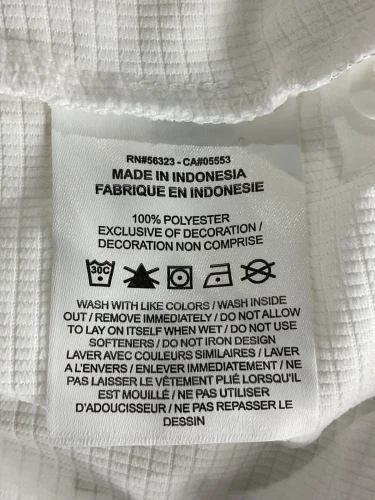 RN#56323 - CA#05553
MADE IN INDONESIA
FABRIQUE EN INDONESIE
100% POLYESTER
EXCLUSIVE OF DECORATION /
DECORATION NON COMPRISE
30C
WASH WITH LIKE COLORS / WASH INSIDE
OUT / REMOVE IMMEDIATELY / DO NOT ALLOW
TO LAY ON ITSELF WHEN WET / DO NOT USE
SOFTENERS / DO NOT IRON DESIGN
LAVER AVEC COULEURS SIMILAIRES / LAVER
A L'ENVERS / ENLEVER IMMEDIATEMENT / NE
PAS LAISSER LE VÊTEMENT PLIÉ LORSQU'IL
EST MOUILLÉ / NE PAS UTILISER
D'ADOUCISSEUR / NE PAS REPASSER LE
DESSIN